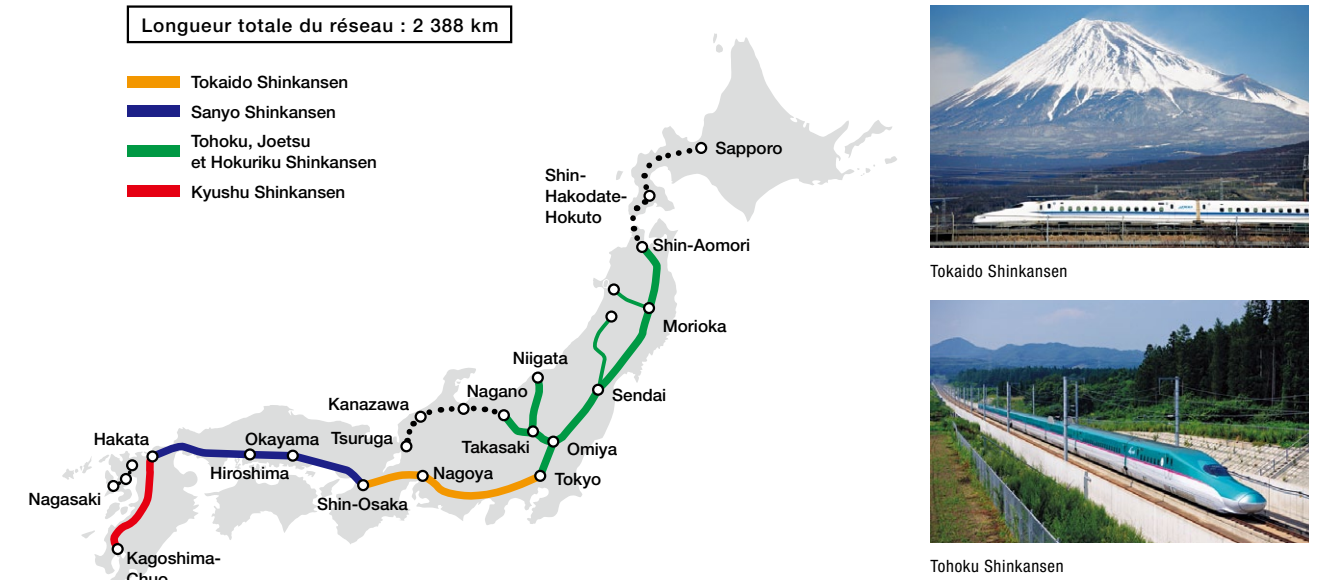 Longueur totale du réseau : 2 388 km
Tokaido Shinkansen
Sanyo Shinkansen
Tohoku, Joetsu
et Hokuriku Shinkansen
Kyushu Shinkansen
Sapporo
Shin-
Hakodate-
Hokuto
Shin-Aomori
Morioka
Niigata
Nagano
Sendai
Kanazawa
Hakata
Okayama
Tsuruga
Takasaki
Omiya
Hiroshima
Nagoya
Tokyo
Nagasaki
Shin-Osaka
Kagoshima-
Chuo
Tokaido Shinkansen
Tohoku Shinkansen